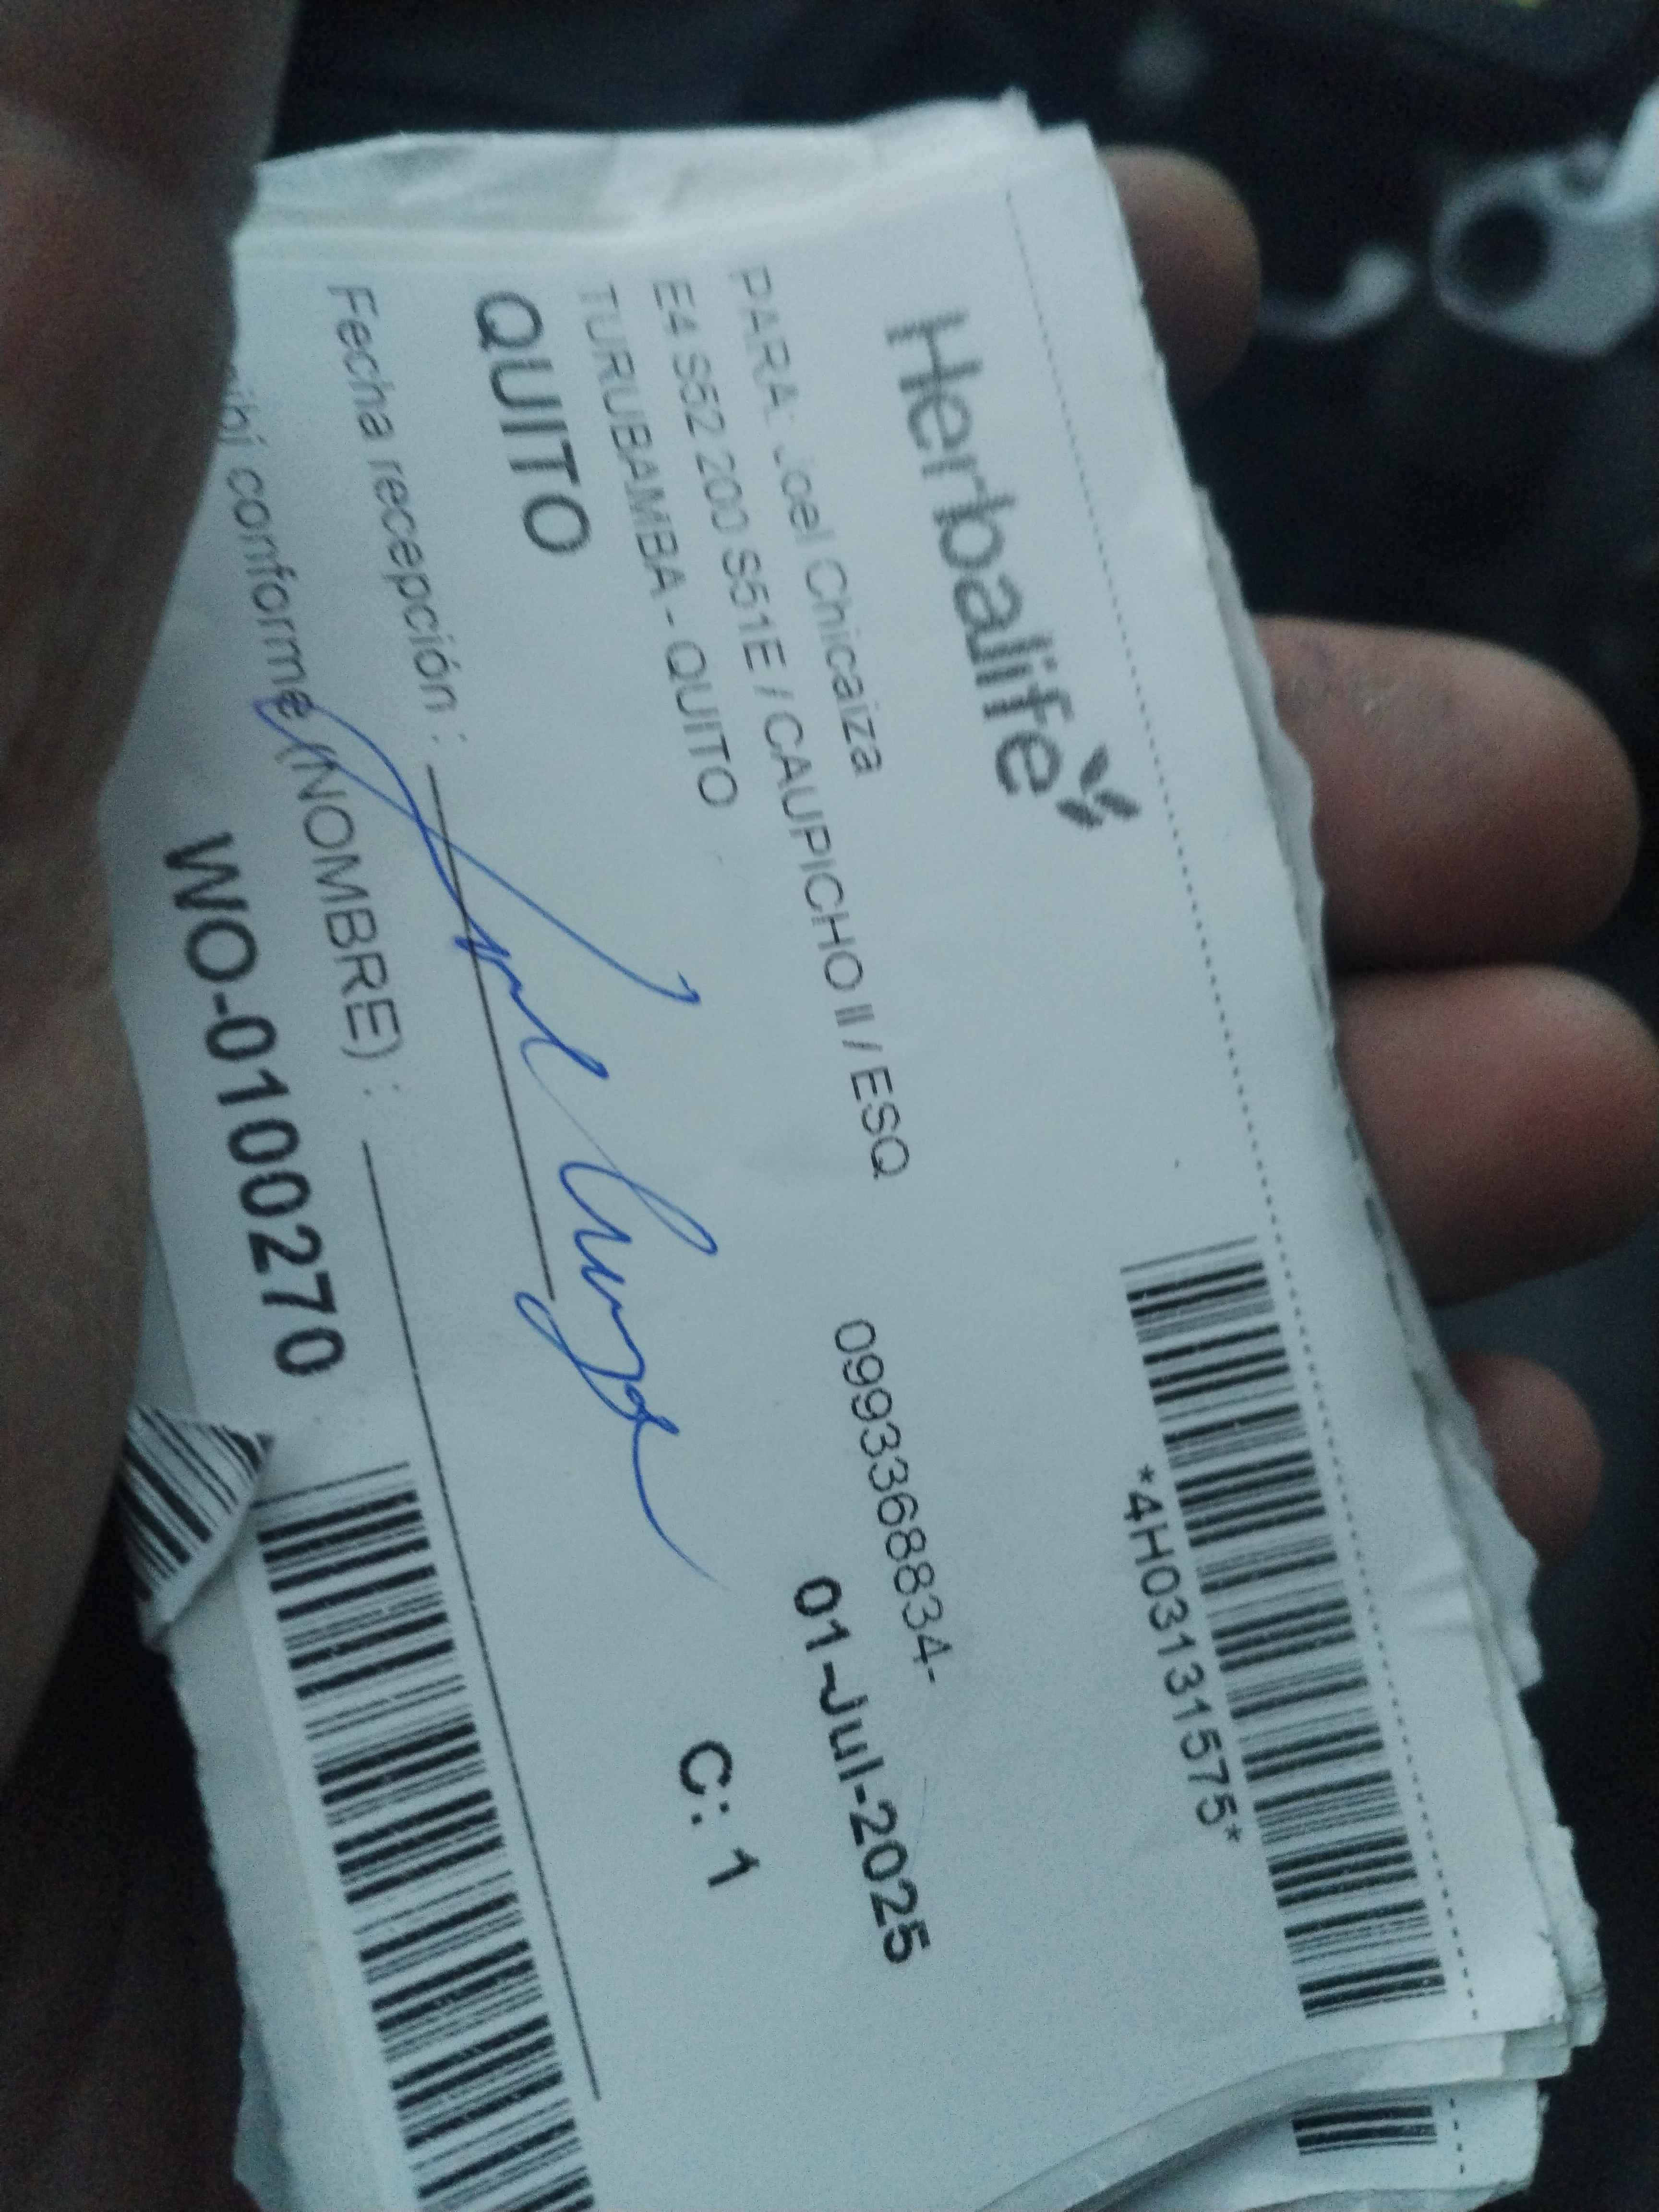 Herbalife
*4H03131575*
PARA: Joel Chicaiza
E4 S52 200 S51E / CAUPICHO II / ESQ
0993368834-
TURUBAMBA - QUITO
01-Jul-2025
QUITO
C: 1
Fecha recepción :
conforme (NOMBRE) :
WO-0100270